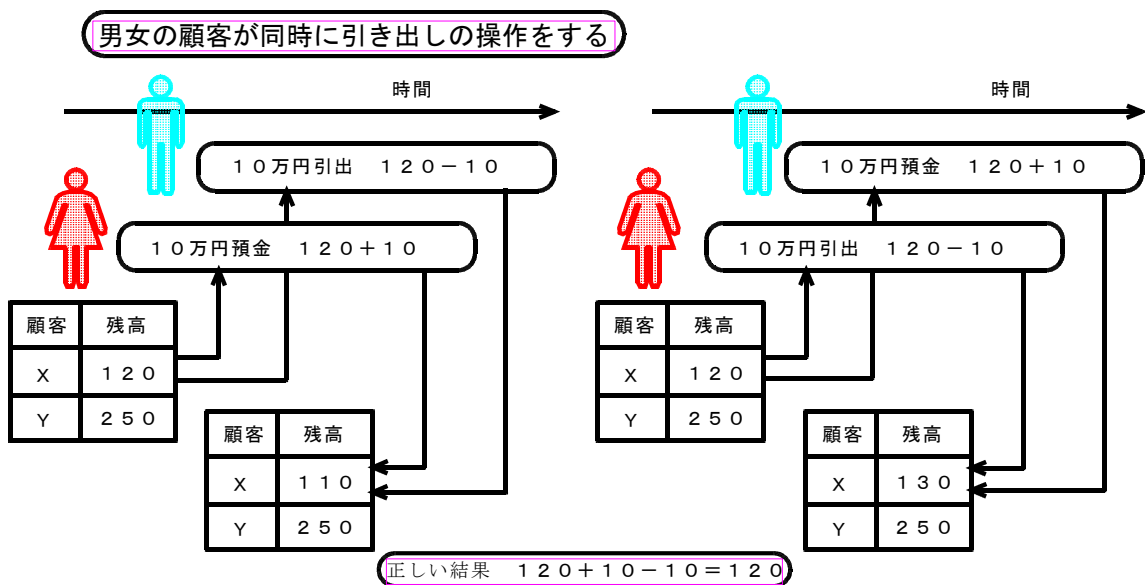 男女の顧客が同時に引き出しの操作をする
時間
１０万円引出　１２０－１０
１０万円預金　１２０＋１０
顧客　残高
Ｘ　１２０
Ｙ　２５０
顧客　残高
Ｘ　１１０
Ｙ　２５０
時間
１０万円預金　１２０＋１０
１０万円引出　１２０－１０
顧客　残高
Ｘ　１２０
Ｙ　２５０
顧客　残高
Ｘ　１３０
Ｙ　２５０
正しい結果　１２０＋１０－１０＝１２０